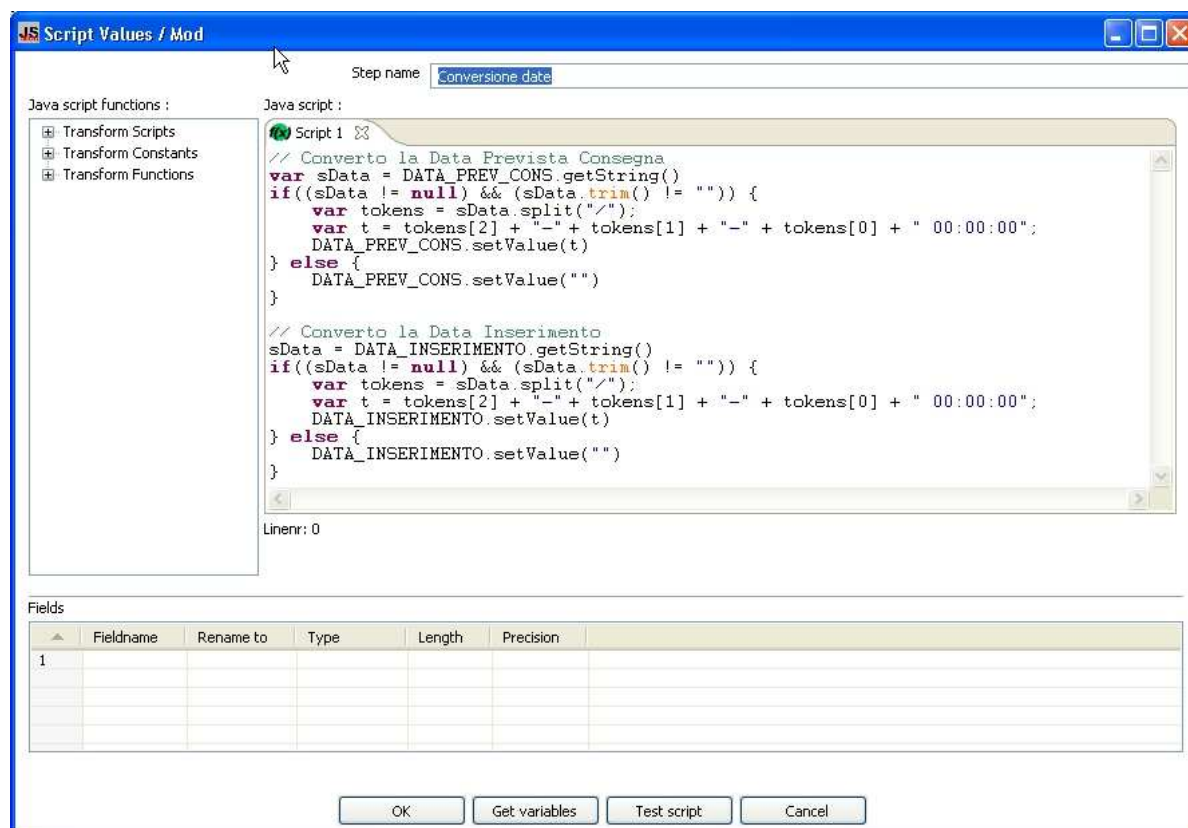 JS Script Values / Mod
Step name Conversione date
Java script functions :
Transform Scripts
Transform Constants
Transform Functions
Java script :
f(x) Script 1
// Converto la Data Prevista Consegna
var sData = DATA_PREV_CONS.getString()
if((sData != null) && (sData.trim() != "")) {
    var tokens = sData.split("/");
    var t = tokens[2] + "-" + tokens[1] + "-" + tokens[0] + " 00:00:00";
    DATA_PREV_CONS.setValue(t)
} else {
    DATA_PREV_CONS.setValue("")
}
// Converto la Data Inserimento
sData = DATA_INSERIMENTO.getString()
if((sData != null) && (sData.trim() != "")) {
    var tokens = sData.split("/");
    var t = tokens[2] + "-" + tokens[1] + "-" + tokens[0] + " 00:00:00";
    DATA_INSERIMENTO.setValue(t)
} else {
    DATA_INSERIMENTO.setValue("")
}
Linenr: 0
Fields
Fieldname Rename to Type Length Precision
1
OK Get variables Test script Cancel